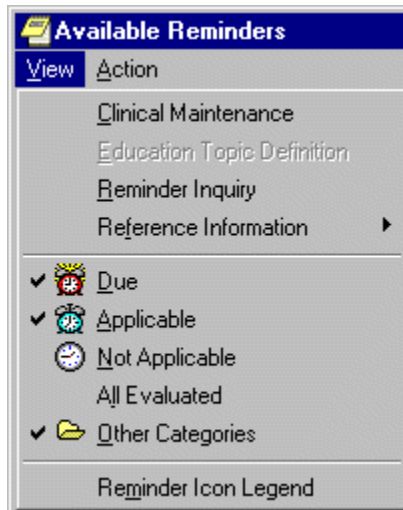 Available Reminders
View Action
Clinical Maintenance
Education Topic Definition
Reminder Inquiry
Reference Information
Due
Applicable
Not Applicable
All Evaluated
Other Categories
Reminder Icon Legend